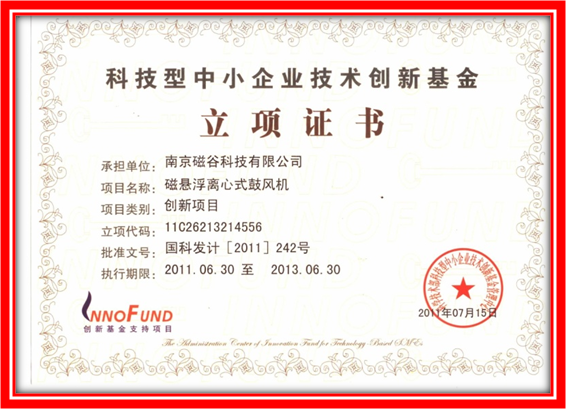 科技型中小企业技术创新基金
立项证书
承担单位: 南京磁谷科技有限公司
项目名称: 磁悬浮离心式鼓风机
项目类别: 创新项目
立项代码: 11C26213214556
批准文号: 国科发计［2011］242号
执行期限: 2011.06.30 至 2013.06.30
INNOFUND
创新基金支持项目
科技型中小企业技术创新基金管理中心
2011年07月15日
The Administration Center of Innovation Fund for Technology Based SMEs